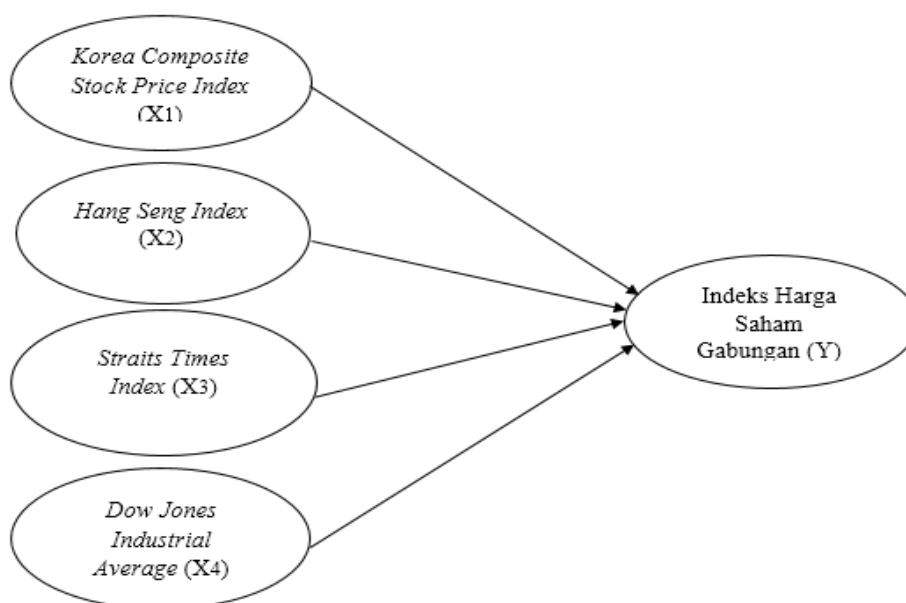 Korea Composite
Stock Price Index
(X1)
Hang Seng Index
(X2)
Straits Times
Index (X3)
Dow Jones
Industrial
Average (X4)
Indeks Harga
Saham
Gabungan (Y)